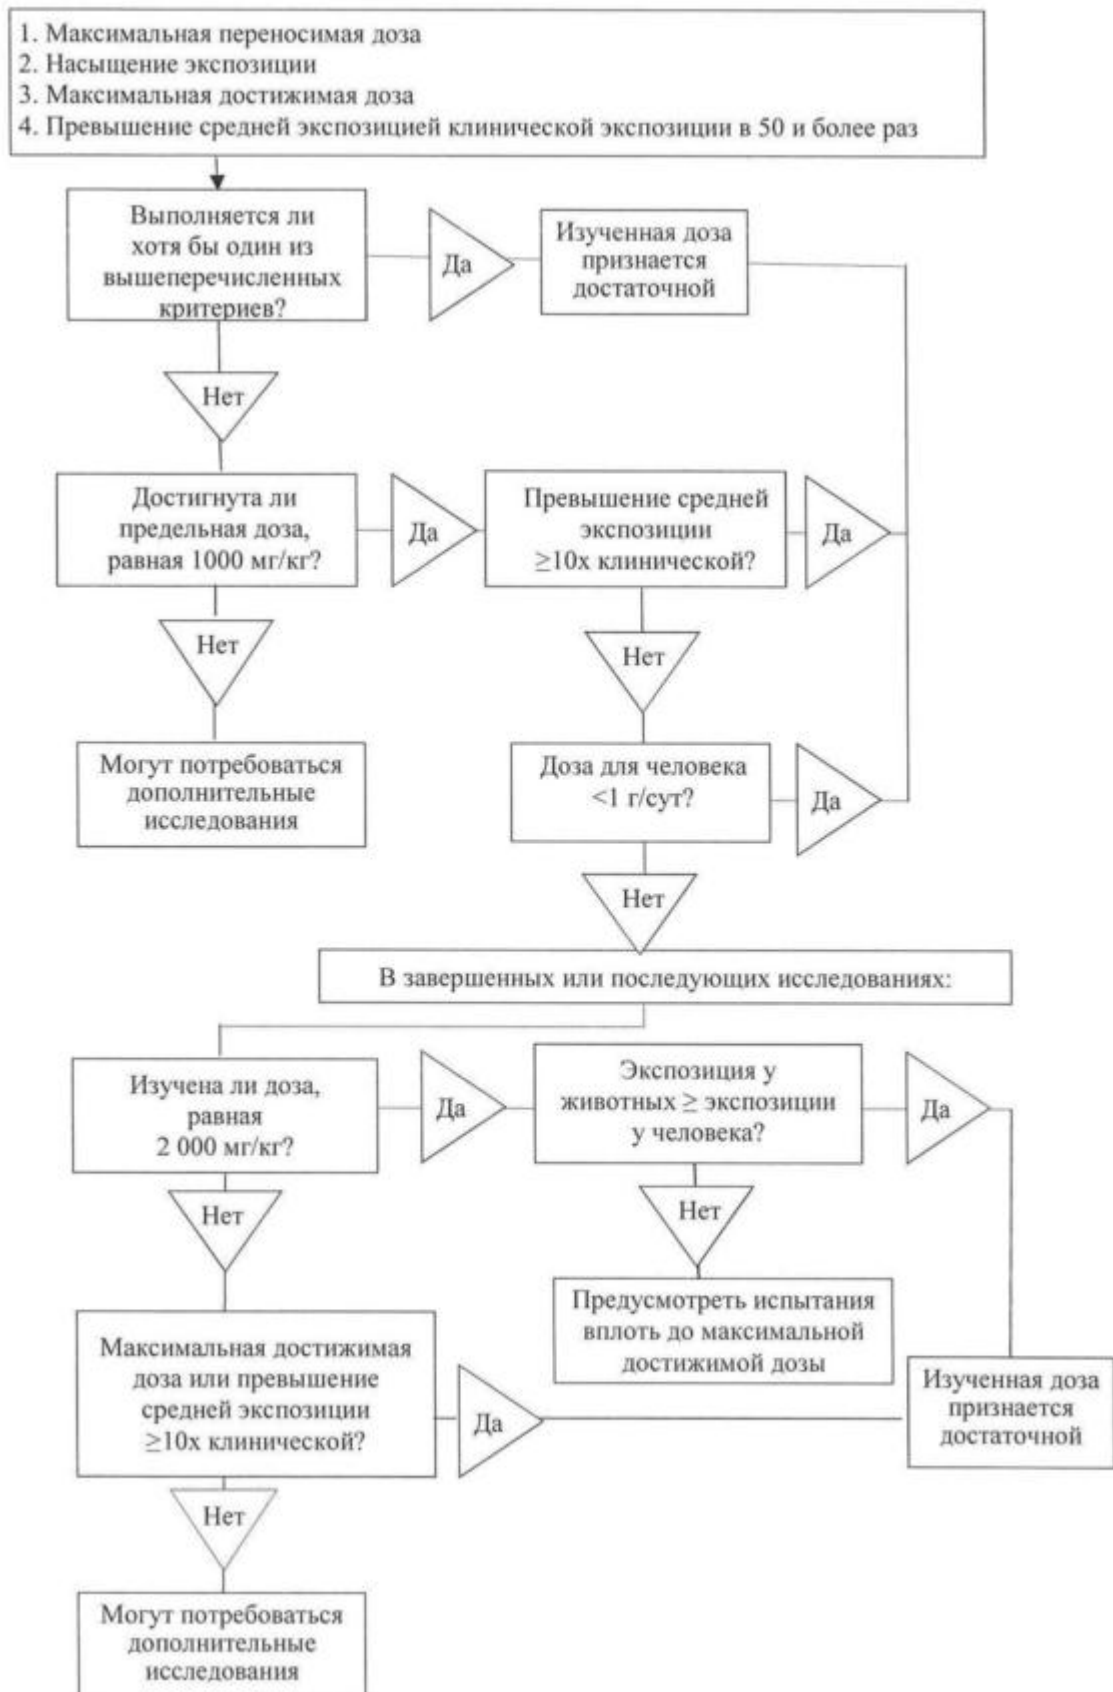 1. Максимальная переносимая доза
2. Насыщение экспозиции
3. Максимальная достижимая доза
4. Превышение средней экспозицией клинической экспозиции в 50 и более раз
Выполняется ли
хотя бы один из
вышеперечисленных
критериев?
Да
Изученная доза
признается
достаточной
Нет
Достигнута ли
предельная доза,
равная 1000 мг/кг?
Да
Превышение средней
экспозиции
≥10х клинической?
Да
Нет
Нет
Могут потребоваться
дополнительные
исследования
Доза для человека
<1 г/сут?
Да
Нет
В завершенных или последующих исследованиях:
Изучена ли доза,
равная
2 000 мг/кг?
Да
Экспозиция у
животных ≥ экспозиции
у человека?
Да
Нет
Нет
Предусмотреть испытания
вплоть до максимальной
достижимой дозы
Максимальная достижимая
доза или превышение
средней экспозиции
≥10х клинической?
Да
Изученная доза
признается
достаточной
Нет
Могут потребоваться
дополнительные
исследования